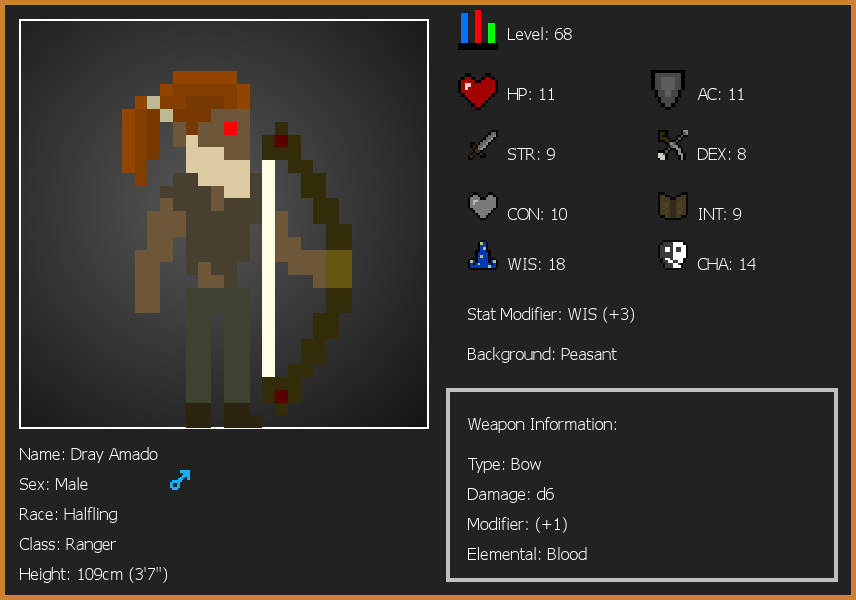 Level: 68
HP: 11
AC: 11
STR: 9
DEX: 8
CON: 10
INT: 9
WIS: 18
CHA: 14
Stat Modifier: WIS (+3)
Background: Peasant
Weapon Information:
Type: Bow
Damage: d6
Modifier: (+1)
Elemental: Blood
Name: Dray Amado
Sex: Male
Race: Halfling
Class: Ranger
Height: 109cm (3'7")